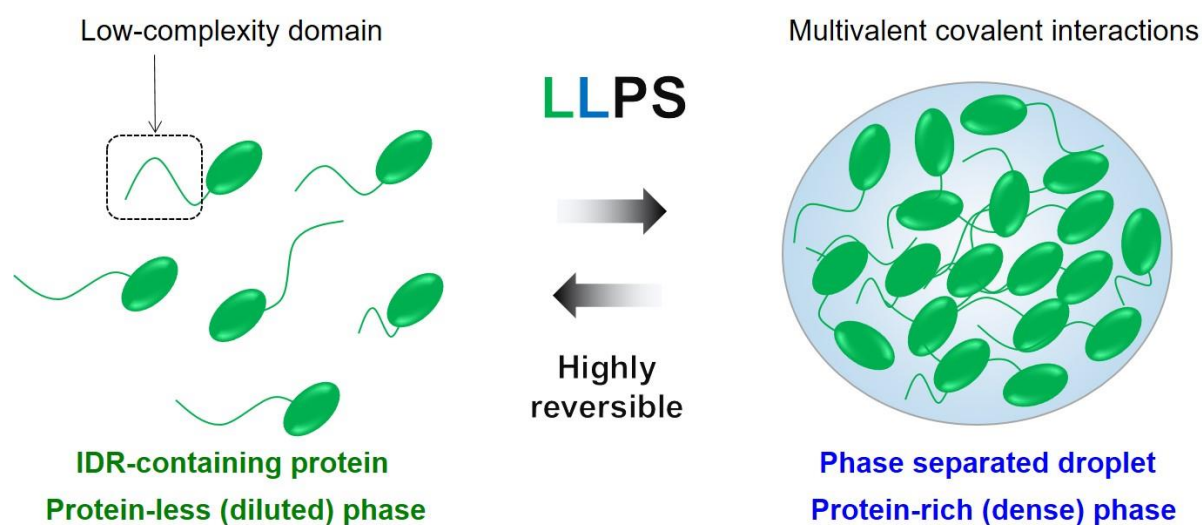 Low-complexity domain
Multivalent covalent interactions
LLPS
Highly
reversible
IDR-containing protein
Protein-less (diluted) phase
Phase separated droplet
Protein-rich (dense) phase